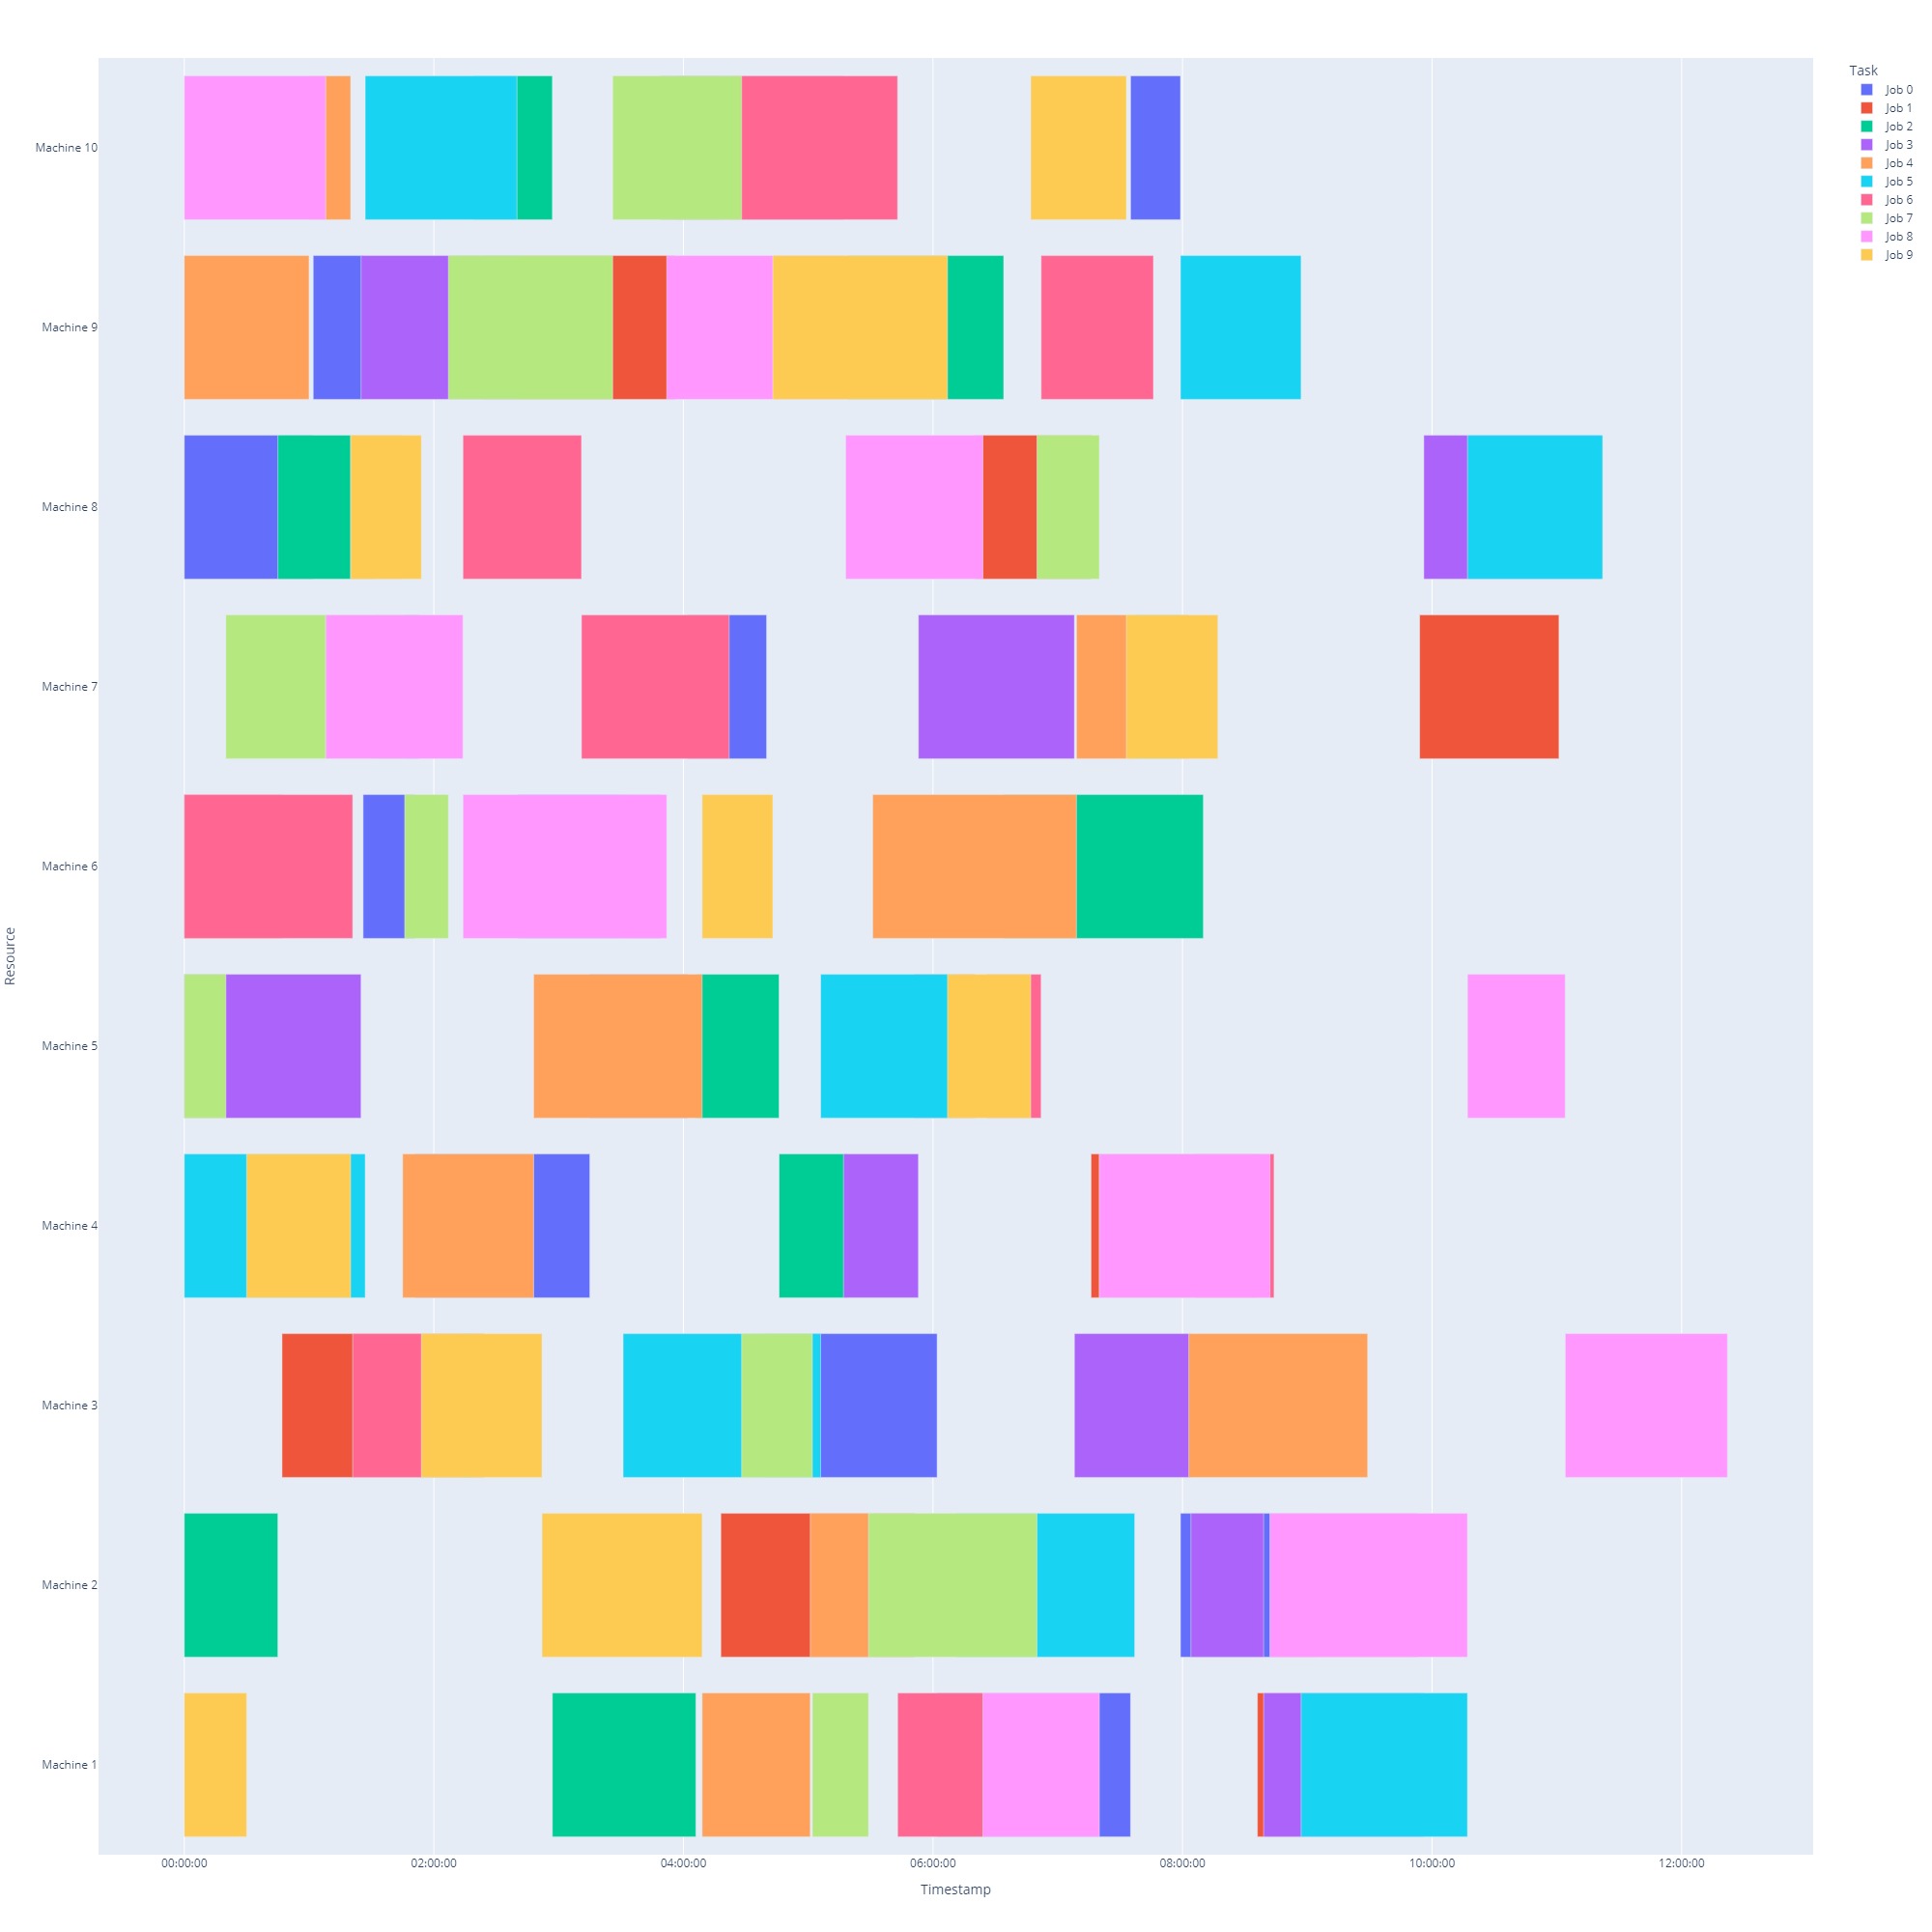 Task
Job 0
Job 1
Job 2
Job 3
Job 4
Job 5
Job 6
Job 7
Job 8
Job 9
Machine 10
Machine 9
Machine 8
Machine 7
Machine 6
Resource
Machine 5
Machine 4
Machine 3
Machine 2
Machine 1
00:00:00 02:00:00 04:00:00 06:00:00 08:00:00 10:00:00 12:00:00
Timestamp